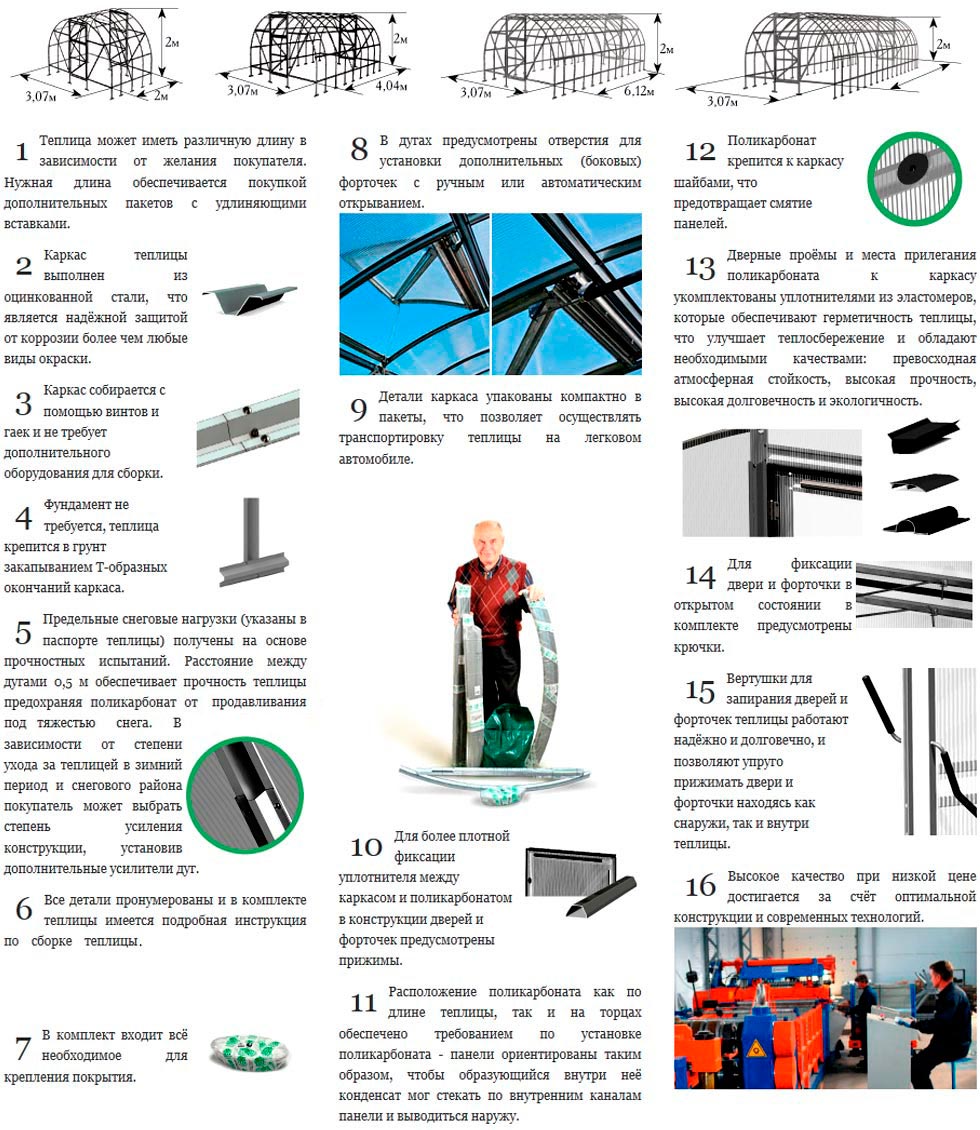 2м
3,07м
2м
2м
3,07м
4,04м
2м
3,07м
6,12м
2м
3,07м
1 Теплица может иметь различную длину в
зависимости от желания покупателя.
Нужная длина обеспечивается покупкой
дополнительных пакетов с удлиняющими
вставками.
2 Каркас теплицы
выполнен из
оцинкованной стали, что
является надёжной защитой
от коррозии более чем любые
виды окраски.
3 Каркас собирается с
помощью винтов и
гаек и не требует
дополнительного
оборудования для сборки.
4 Фундамент не
требуется, теплица
крепится в грунт
закапыванием Т-образных
окончаний каркаса.
5 Предельные снеговые нагрузки (указаны в
паспорте теплицы) получены на основе
прочностных испытаний. Расстояние между
дугами 0,5 м обеспечивает прочность теплицы
предохраняя поликарбонат от продавливания
под тяжестью снега. В
зависимости от степени
ухода за теплицей в зимний
период и снегового района
покупатель может выбрать
степень усиления
конструкции, установив
дополнительные усилители дуг.
6 Все детали пронумерованы и в комплекте
теплицы имеется подробная инструкция
по сборке теплицы.
7 В комплект входит всё
необходимое для
крепления покрытия.
8 В дугах предусмотрены отверстия для
установки дополнительных (боковых)
форточек с ручным или автоматическим
открыванием.
9 Детали каркаса упакованы компактно в
пакеты, что позволяет осуществлять
транспортировку теплицы на легковом
автомобиле.
10 Для более плотной
фиксации
уплотнителя между
каркасом и поликарбонатом
в конструкции дверей и
форточек предусмотрены
прижимы.
11 Расположение поликарбоната как по
длине теплицы, так и на торцах
обеспечено требованием по установке
поликарбоната - панели ориентированы таким
образом, чтобы образующийся внутри неё
конденсат мог стекать по внутренним каналам
панели и выводиться наружу.
12 Поликарбонат
крепится к каркасу
шайбами, что
предотвращает смятие
панелей.
13 Дверные проёмы и места прилегания
поликарбоната к каркасу
укомплектованы уплотнителями из эластомеров,
которые обеспечивают герметичность теплицы,
что улучшает теплосбережение и обладают
необходимыми качествами: превосходная
атмосферная стойкость, высокая прочность,
высокая долговечность и экологичность.
14 Для фиксации
двери и форточки в
открытом состоянии в
комплекте предусмотрены
крючки.
15 Вертушки для
запирания дверей и
форточек теплицы работают
надёжно и долговечно, и
позволяют упруго
прижимать двери и
форточки находясь как
снаружи, так и внутри
теплицы.
16 Высокое качество при низкой цене
достигается за счёт оптимальной
конструкции и современных технологий.